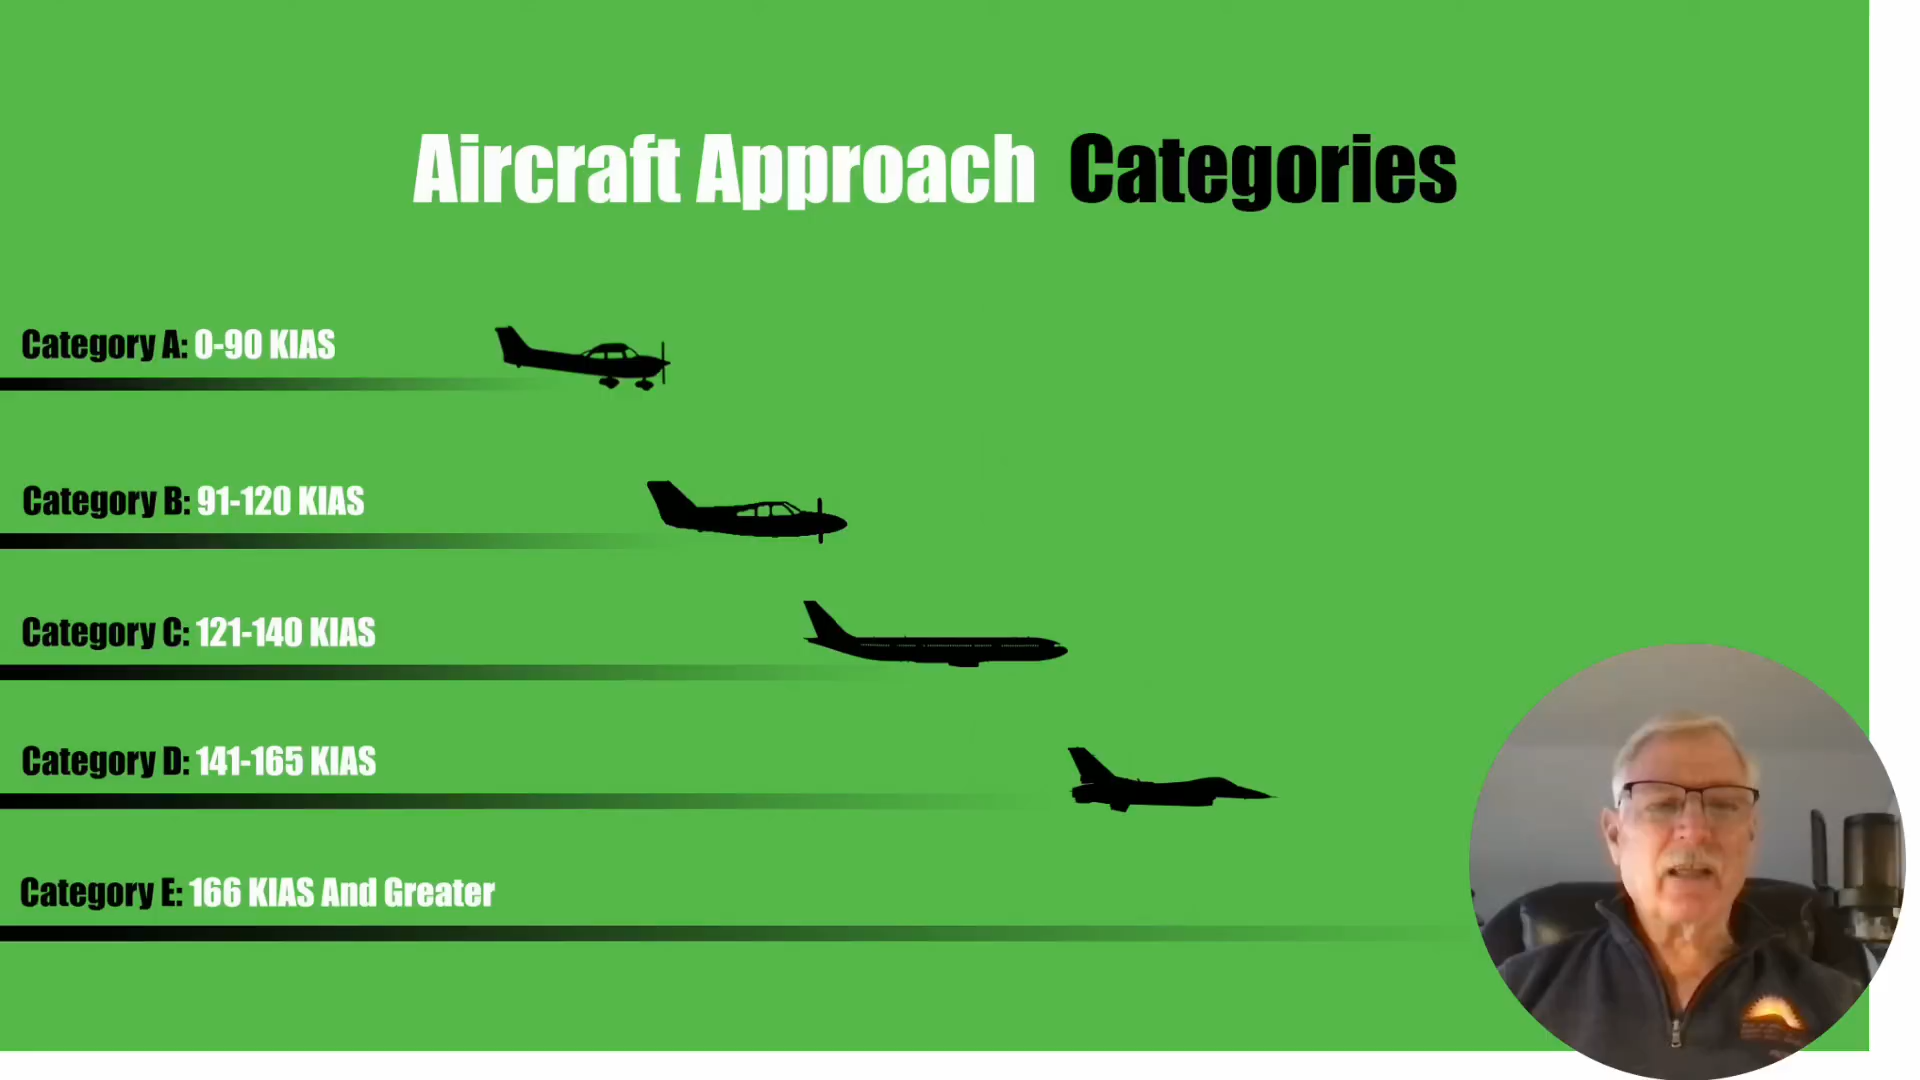 Aircraft Approach Categories
Category A: 0-90 KIAS
Category B: 91-120 KIAS
Category C: 121-140 KIAS
Category D: 141-165 KIAS
Category E: 166 KIAS And Greater